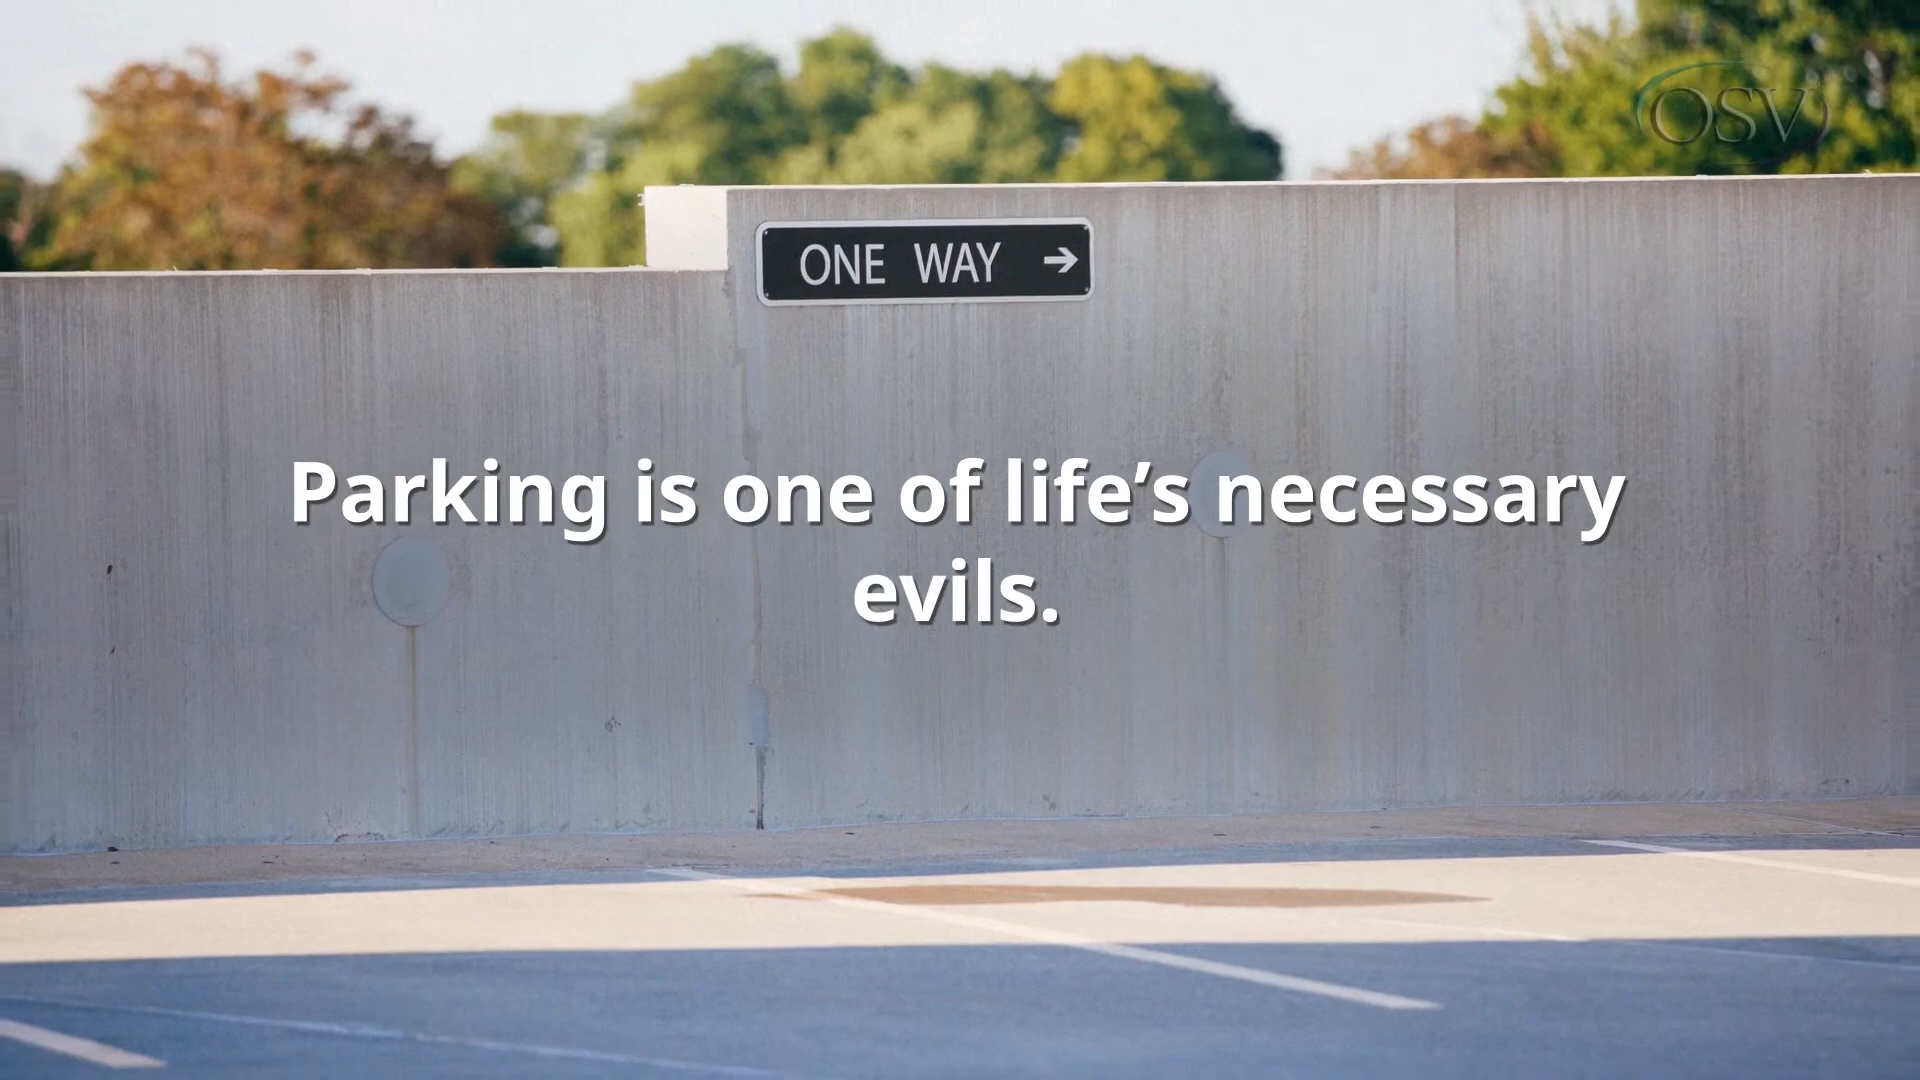 OSV
ONE WAY →
Parking is one of life’s necessary
evils.